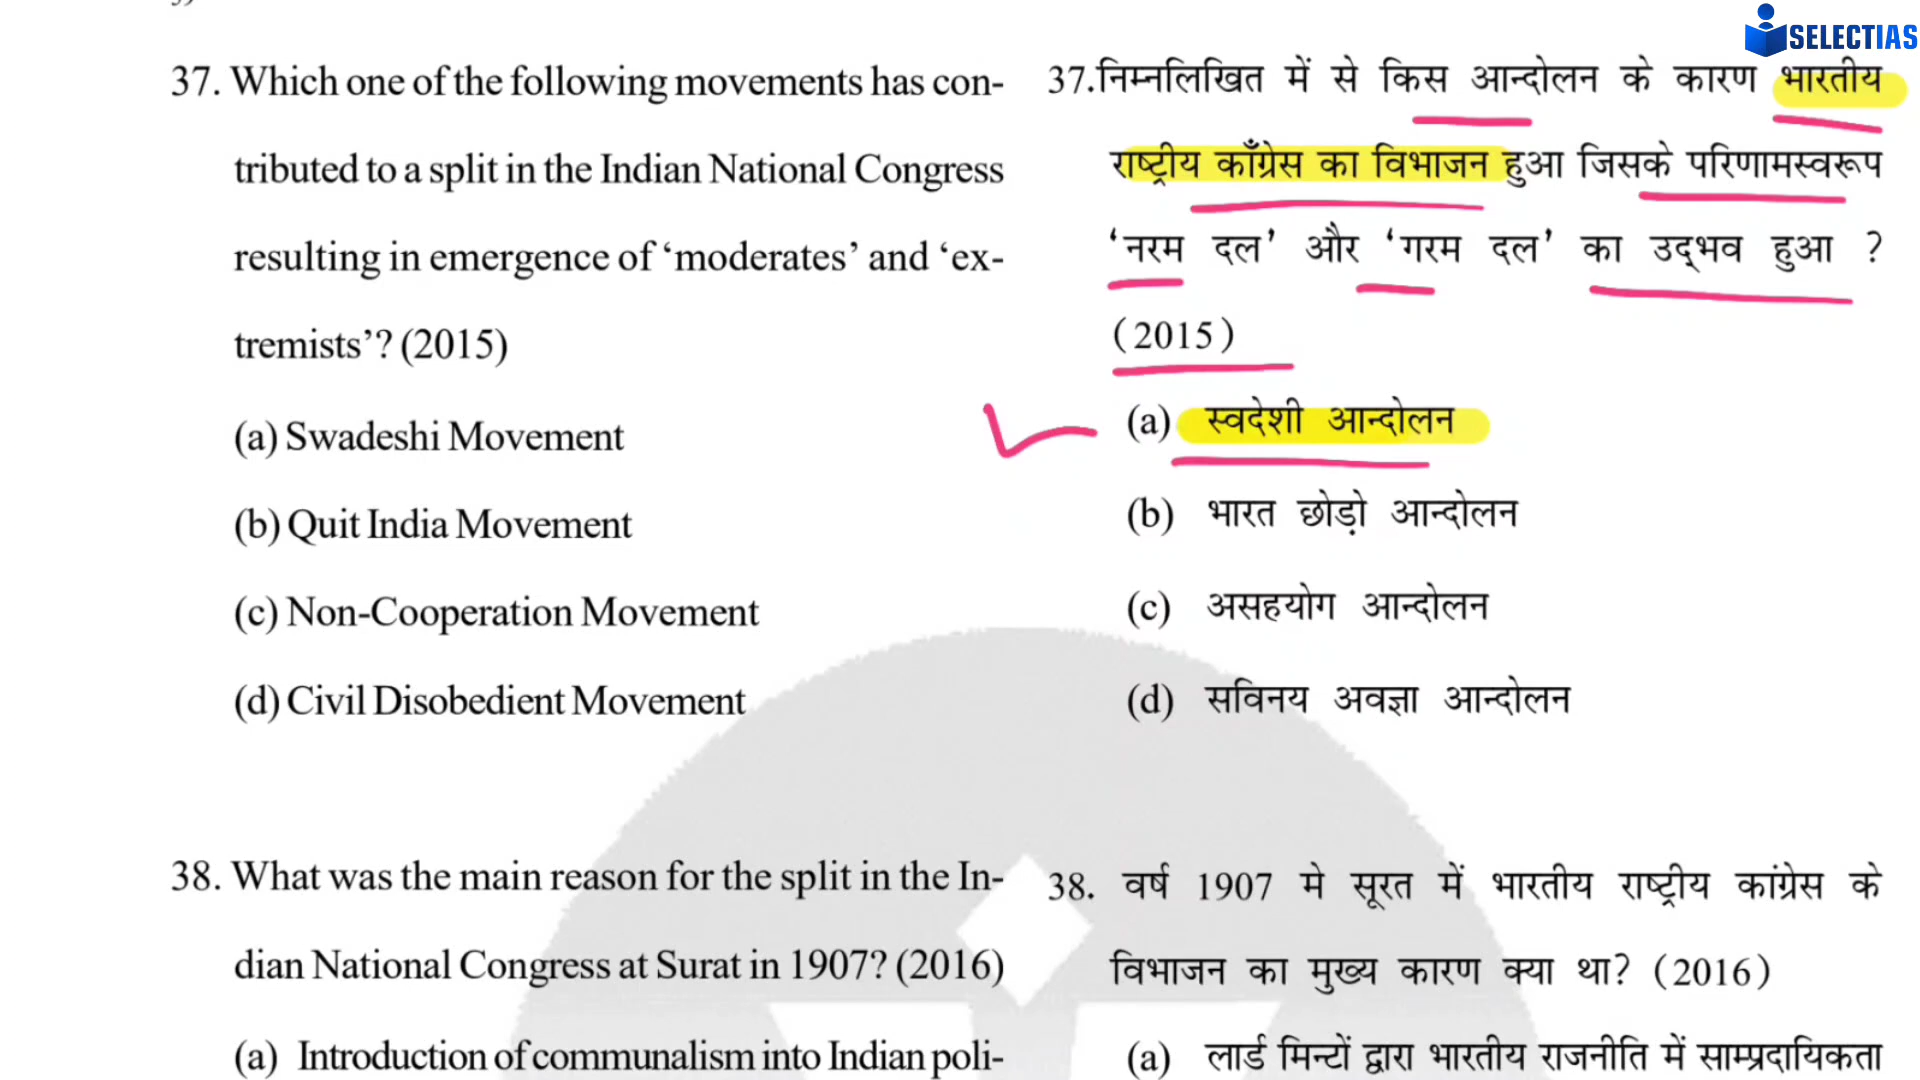 SELECTIAS
37. Which one of the following movements has con-
tributed to a split in the Indian National Congress
resulting in emergence of ‘moderates’ and ‘ex-
tremists’? (2015)
(a) Swadeshi Movement
(b) Quit India Movement
(c) Non-Cooperation Movement
(d) Civil Disobedient Movement
38. What was the main reason for the split in the In-
dian National Congress at Surat in 1907? (2016)
(a) Introduction of communalism into Indian poli-
37.निम्नलिखित में से किस आन्दोलन के कारण भारतीय
राष्ट्रीय काँग्रेस का विभाजन हुआ जिसके परिणामस्वरूप
‘नरम दल’ और ‘गरम दल’ का उद्भव हुआ ?
(2015)
(a) स्वदेशी आन्दोलन
(b) भारत छोड़ो आन्दोलन
(c) असहयोग आन्दोलन
(d) सविनय अवज्ञा आन्दोलन
38. वर्ष 1907 मे सूरत में भारतीय राष्ट्रीय कांग्रेस के
विभाजन का मुख्य कारण क्या था? (2016)
(a) लार्ड मिन्टों द्वारा भारतीय राजनीति में साम्प्रदायिकता